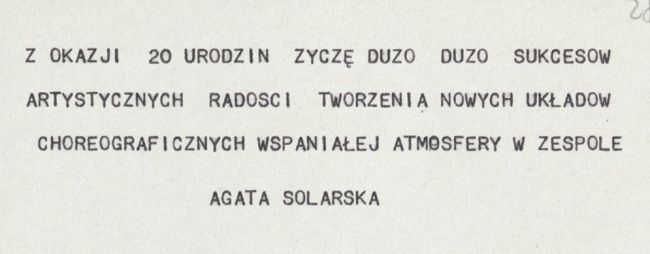 Z OKAZJI 20 URODZIN ZYCZĘ DUZO DUZO SUKCESOW
ARTYSTYCZNYCH RADOSCI TWORZENIA NOWYCH UKŁADOW
CHOREOGRAFICZNYCH WSPANIAŁEJ ATMOSFERY W ZESPOLE
AGATA SOLARSKA